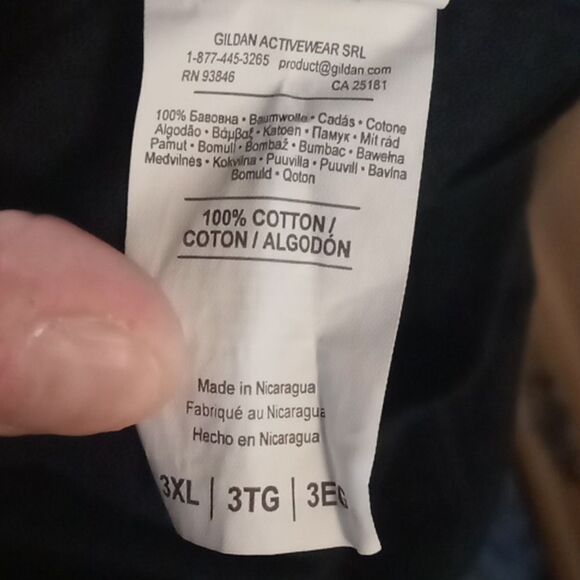 GILDAN ACTIVEWEAR SRL
1-877-445-3265 product@gildan.com
RN 93846 CA 25181
100% Бавовна • Baumwolle • Cadás • Cotone
Algodão • Βάμβαξ • Katoen • Памук • Mit rád
Pamut • Bomull • Bombaž • Bumbac • Bawełna
Medvilnės • Kokvilna • Puuvilla • Puuvill • Bavlna
Bomuld • Qoton
100% COTTON /
COTON / ALGODÓN
Made in Nicaragua
Fabriqué au Nicaragua
Hecho en Nicaragua
3XL | 3TG | 3EG